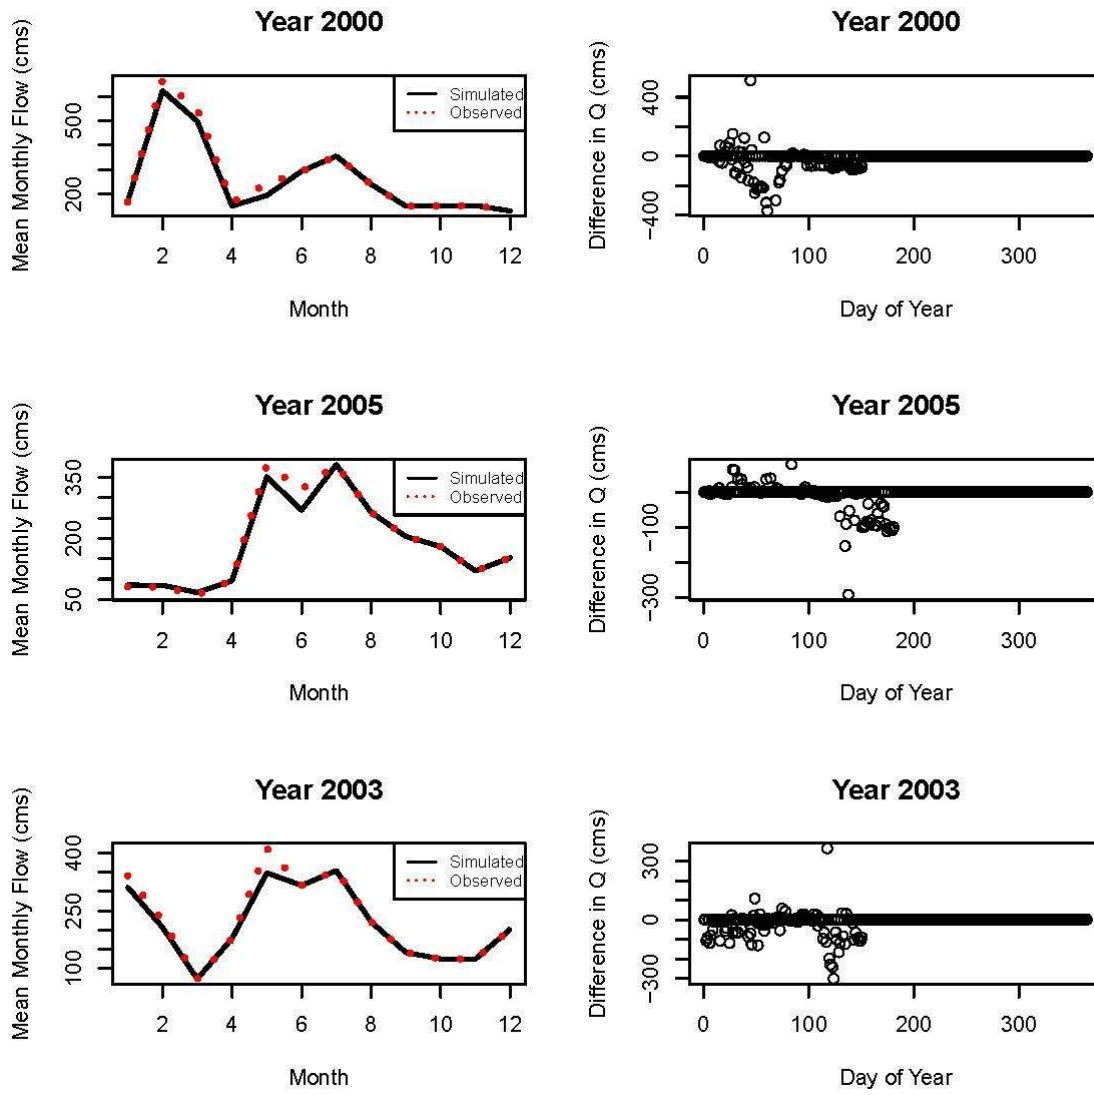 Year 2000
Mean Monthly Flow (cms)
500
200
Simulated
Observed
2 4 6 8 10 12
Month
Year 2000
Difference in Q (cms)
400
0
−400
0 100 200 300
Day of Year
Year 2005
Mean Monthly Flow (cms)
350
200
50
Simulated
Observed
2 4 6 8 10 12
Month
Year 2005
Difference in Q (cms)
−100
−300
0 100 200 300
Day of Year
Year 2003
Mean Monthly Flow (cms)
400
250
100
Simulated
Observed
2 4 6 8 10 12
Month
Year 2003
Difference in Q (cms)
300
0
−300
0 100 200 300
Day of Year